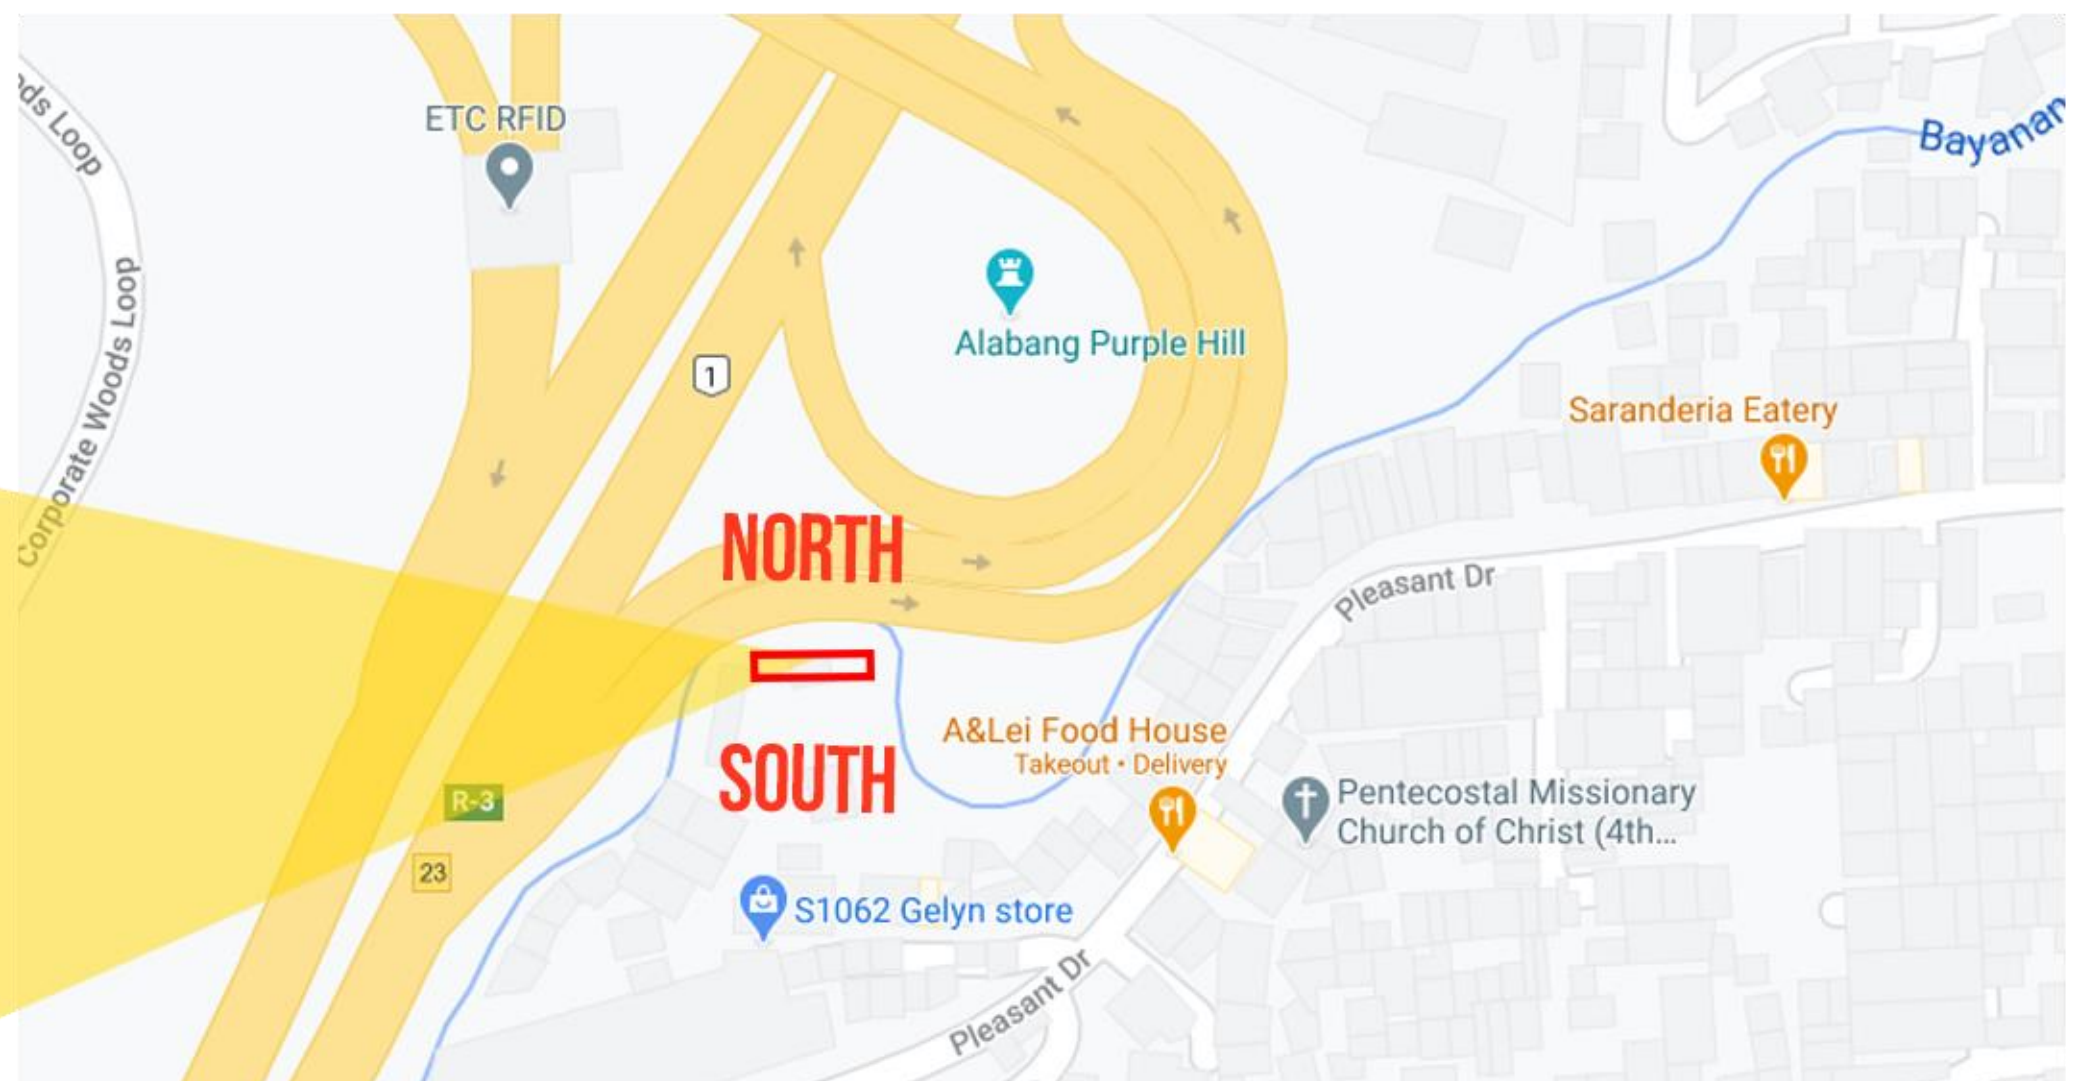 ods Loop
ETC RFID
Bayanan
Corporate Woods Loop
Alabang Purple Hill
1
Saranderia Eatery
NORTH
Pleasant Dr
A&Lei Food House
Takeout • Delivery
SOUTH
R-3
Pentecostal Missionary
Church of Christ (4th...
23
S1062 Gelyn store
Pleasant Dr